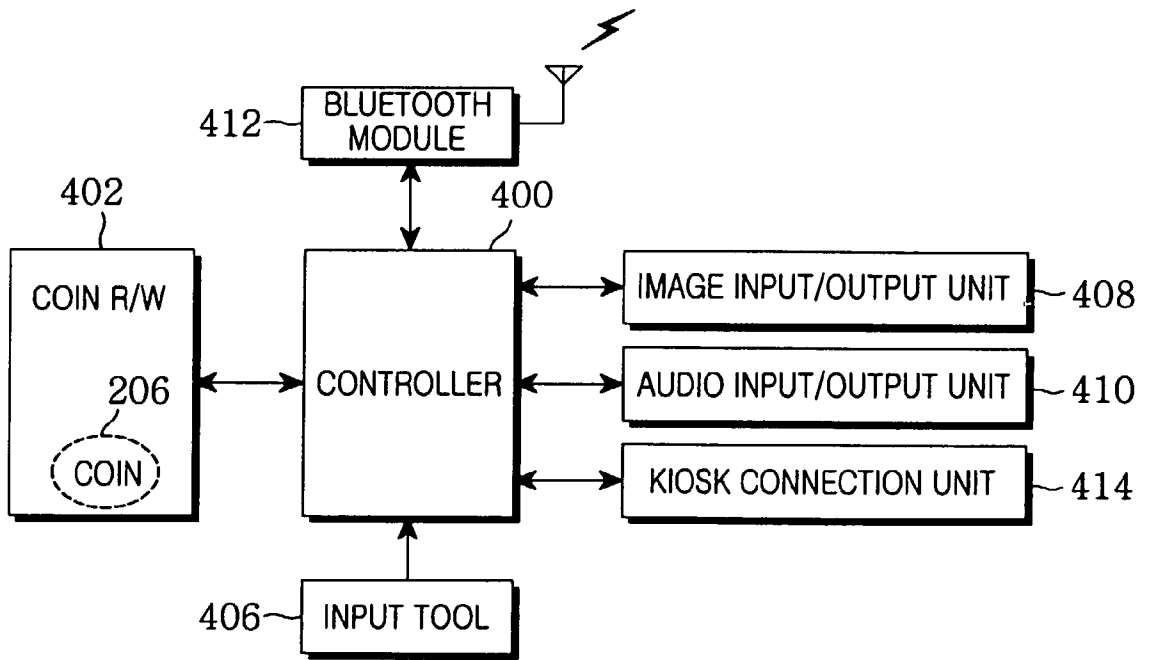 BLUETOOTH
MODULE
412
402
400
COIN R/W
IMAGE INPUT/OUTPUT UNIT
408
206
CONTROLLER
AUDIO INPUT/OUTPUT UNIT
410
COIN
KIOSK CONNECTION UNIT
414
406
INPUT TOOL